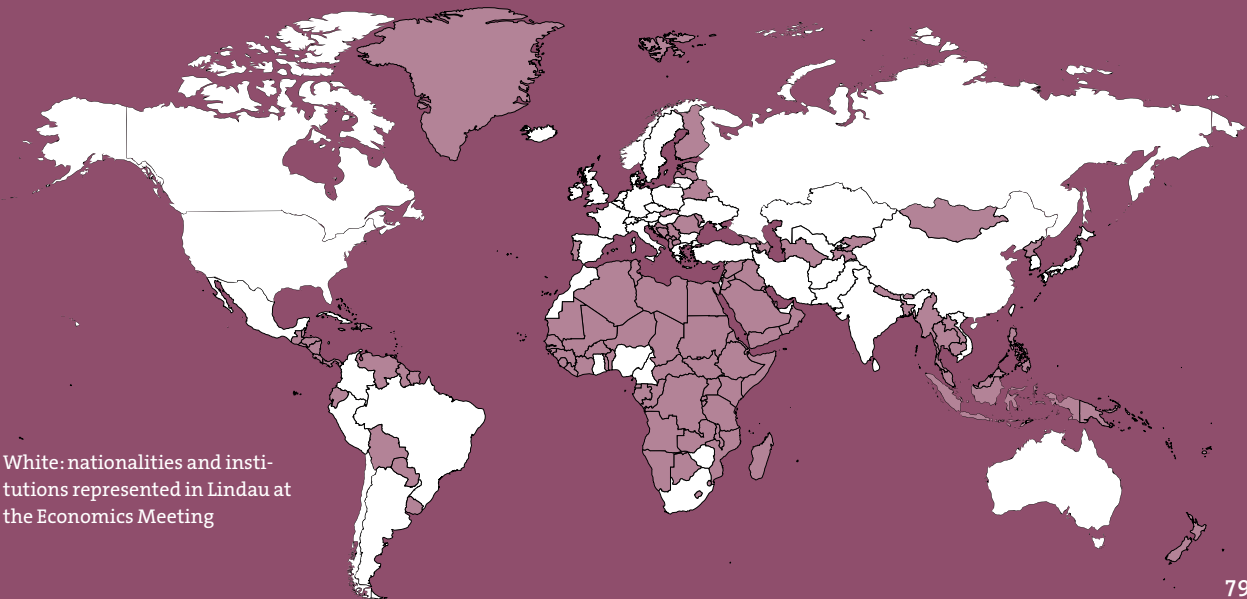 White: nationalities and insti-
tutions represented in Lindau at
the Economics Meeting
79